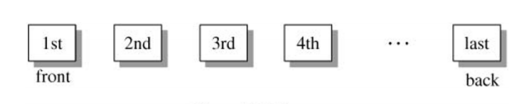 1st 2nd 3rd 4th ... last
front back